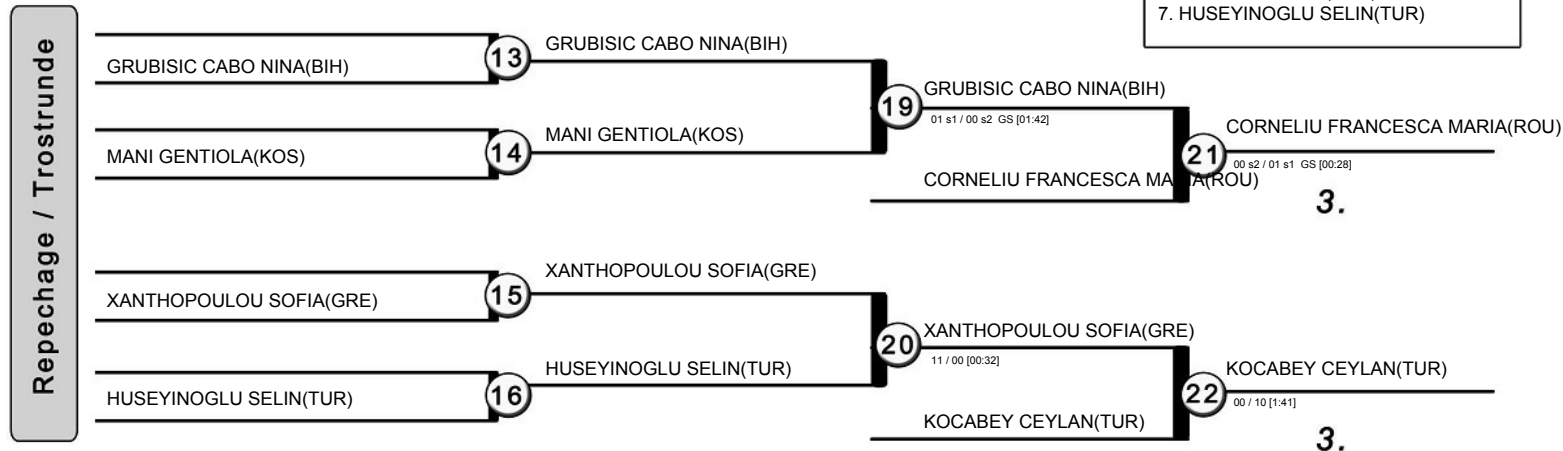 7. HUSEYINOGLU SELIN(TUR)
Repechage / Trostrunde
GRUBISIC CABO NINA(BIH)
13
GRUBISIC CABO NINA(BIH)
MANI GENTIOLA(KOS)
14
MANI GENTIOLA(KOS)
19
GRUBISIC CABO NINA(BIH)
01 s1 / 00 s2 GS [01:42]
CORNELIU FRANCESCA MARIA(ROU)
21
CORNELIU FRANCESCA MARIA(ROU)
00 s2 / 01 s1 GS [00:28]
3.
XANTHOPOULOU SOFIA(GRE)
15
XANTHOPOULOU SOFIA(GRE)
HUSEYINOGLU SELIN(TUR)
16
HUSEYINOGLU SELIN(TUR)
20
XANTHOPOULOU SOFIA(GRE)
11 / 00 [00:32]
KOCABEY CEYLAN(TUR)
22
KOCABEY CEYLAN(TUR)
00 / 10 [1:41]
3.